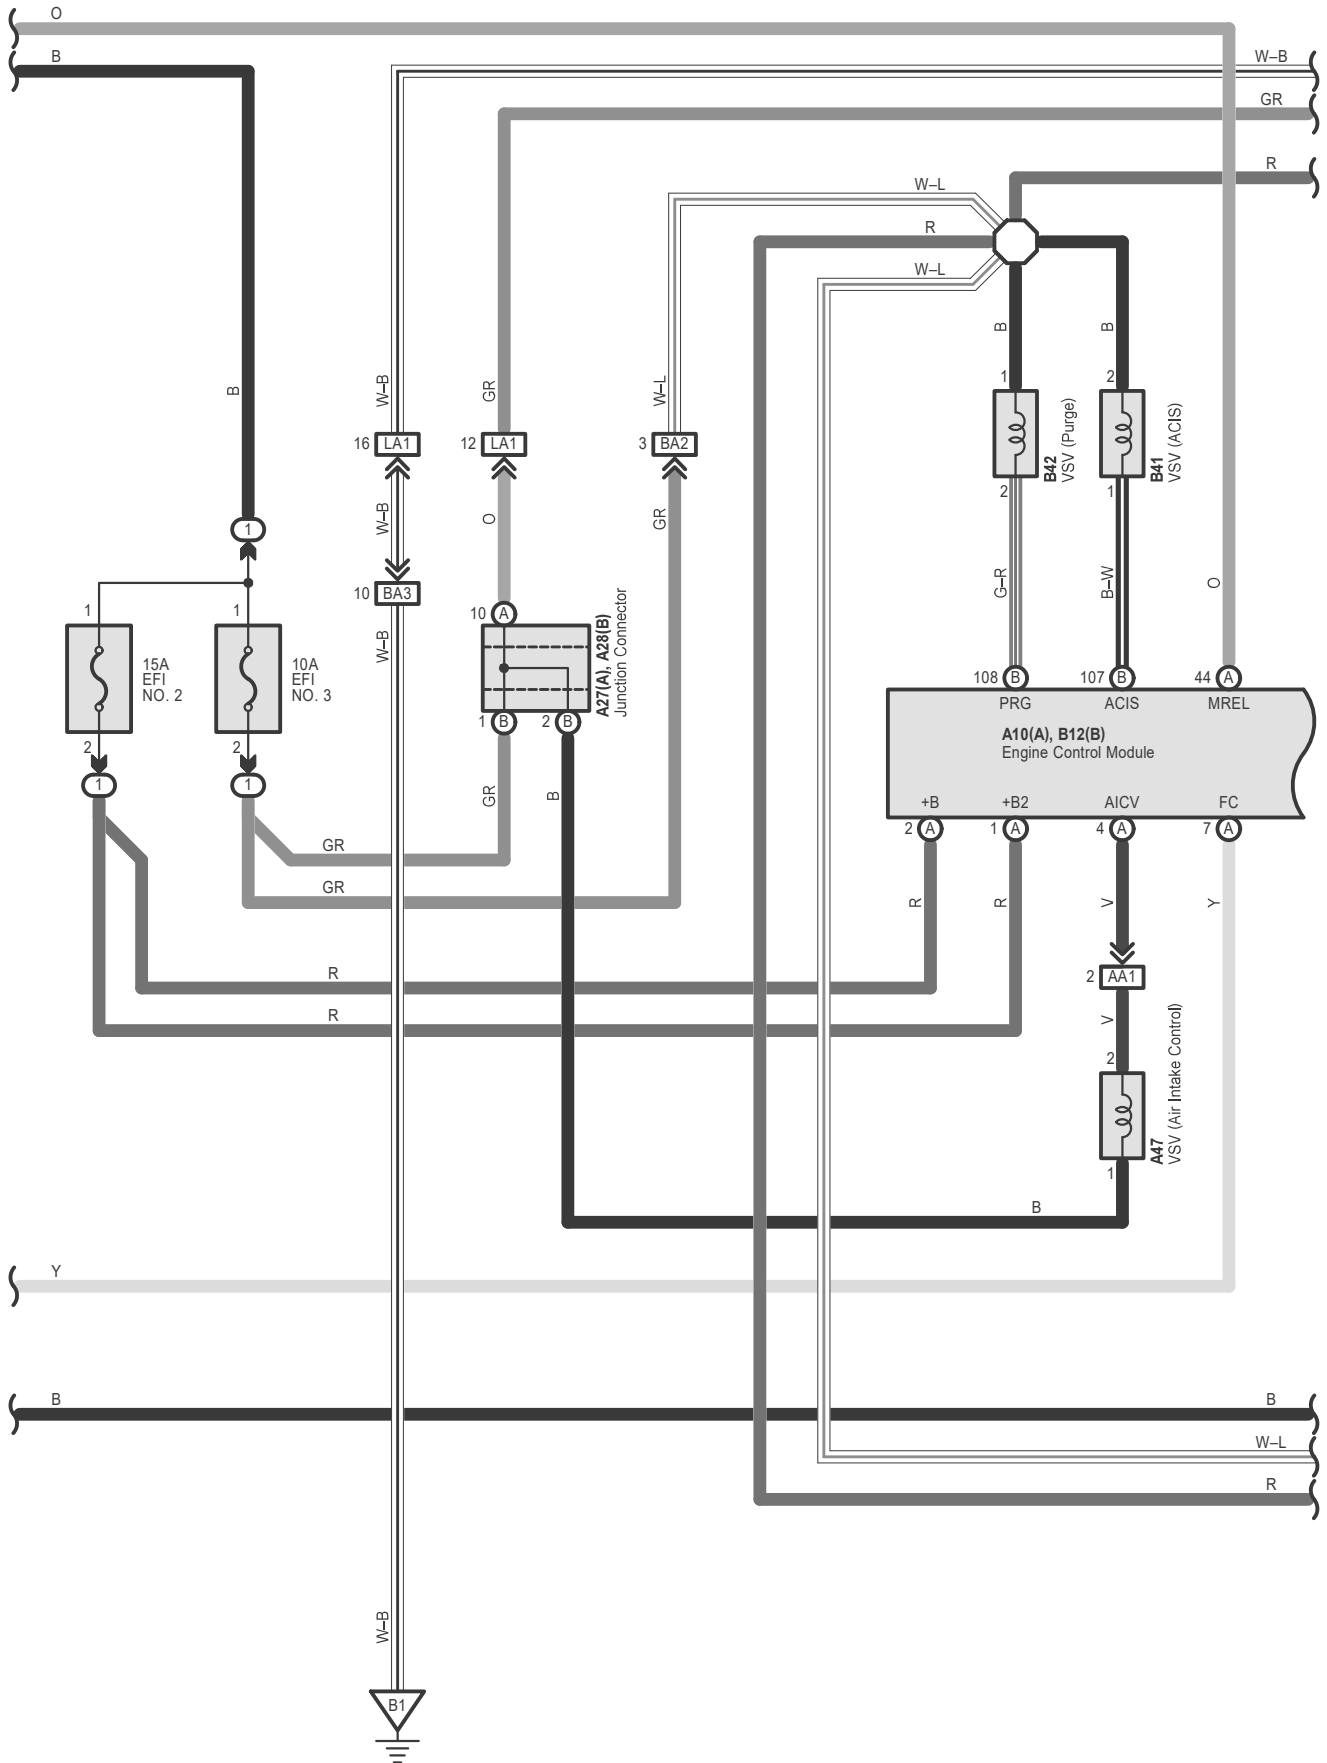 O
B
W–B
GR
R
W–L
R
W–L
B
B
B
W–B
GR
W–L
1
2
16 LA1
12 LA1
3 BA2
B42
VSV (Purge)
B41
VSV (ACIS)
2
1
1
W–B
O
GR
G–R
B–W
O
10 BA3
1
1
10 A
W–B
15A
EFI
NO. 2
10A
EFI
NO. 3
A27(A), A28(B)
Junction Connector
108 B
107 B
44 A
PRG
ACIS
MREL
A10(A), B12(B)
Engine Control Module
1 B
2 B
2
2
1
1
GR
B
+B
+B2
AICV
FC
2 A
1 A
4 A
7 A
GR
GR
R
R
V
Y
R
2 AA1
R
V
2
A47
VSV (Air Intake Control)
1
B
Y
B
B
W–L
R
W–B
B1